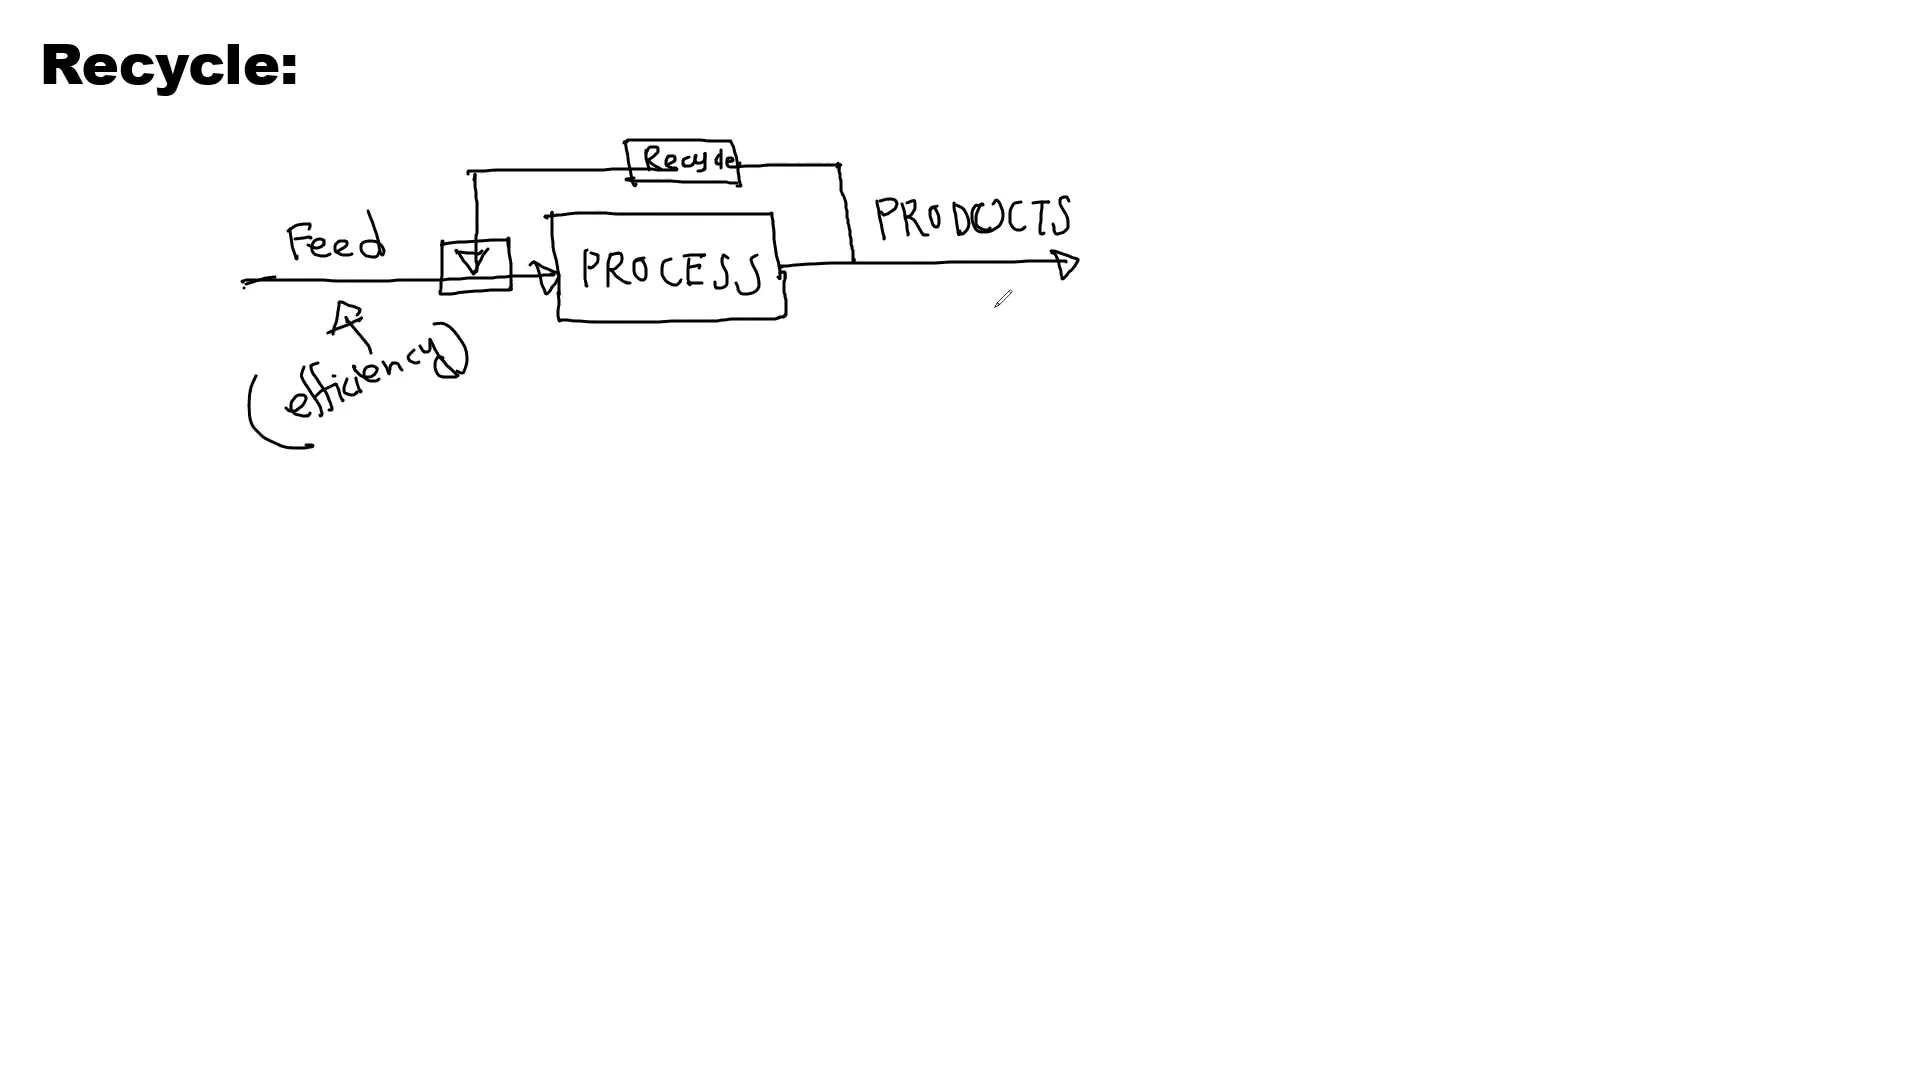 Recycle:
Recycle
PRODUCTS
Feed
PROCESS
(efficiency)